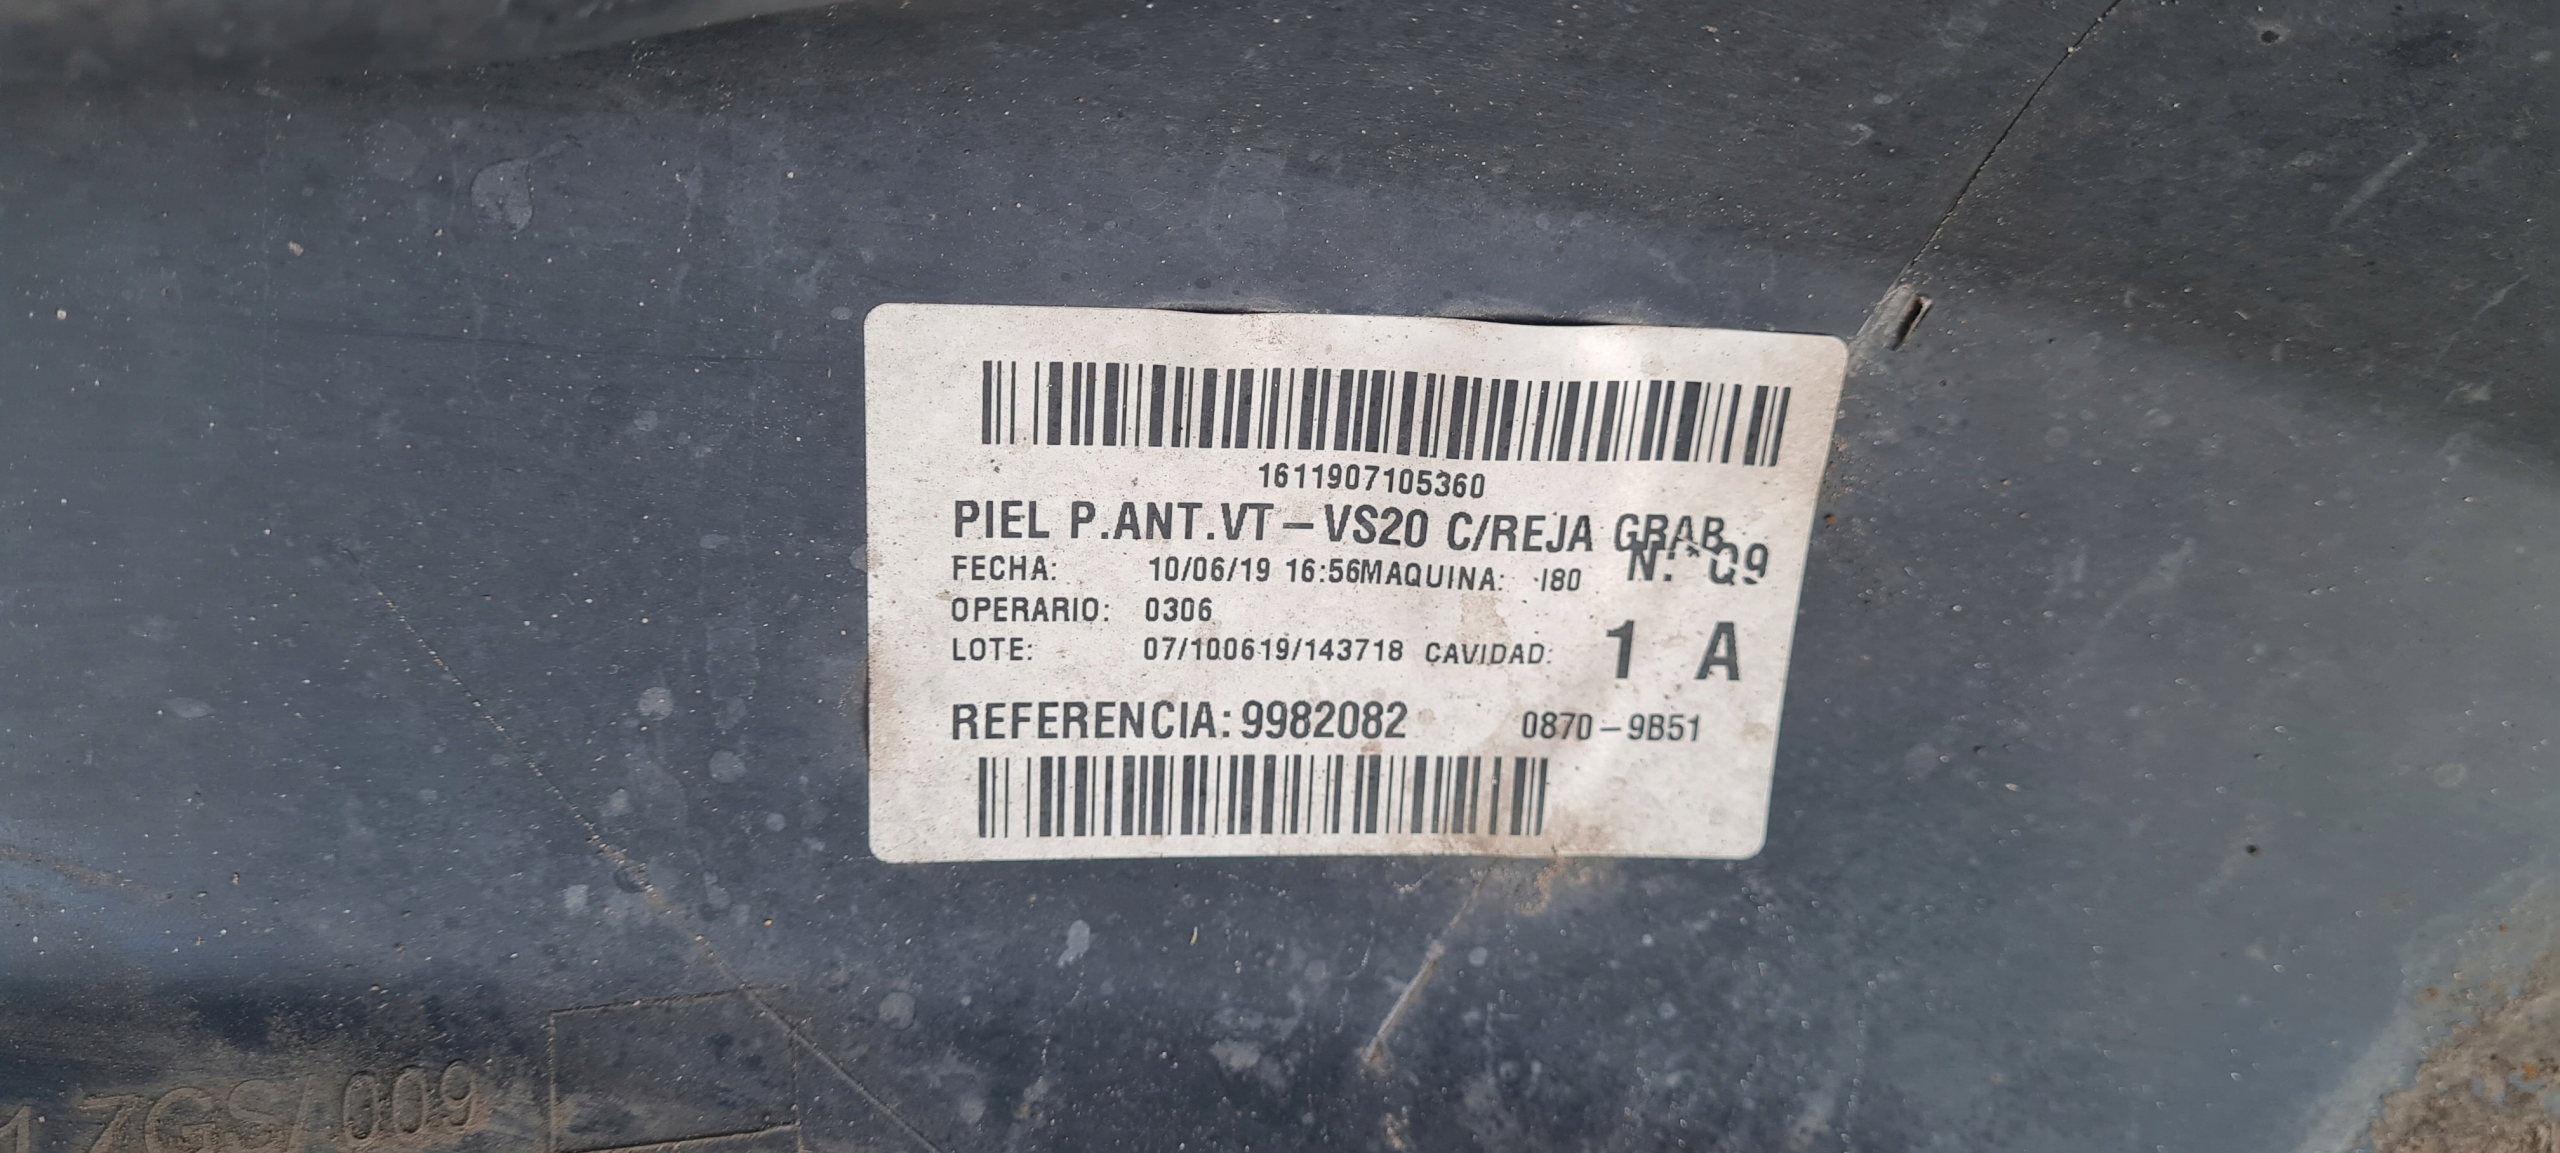 1611907105360
PIEL P.ANT.VT-VS20 C/REJA GRAB
FECHA: 10/06/19 16:56MAQUINA: I80 N:
OPERARIO: 0306
LOTE: 07/100619/143718 CAVIDAD: 1 A
REFERENCIA:9982082 0870-9B51